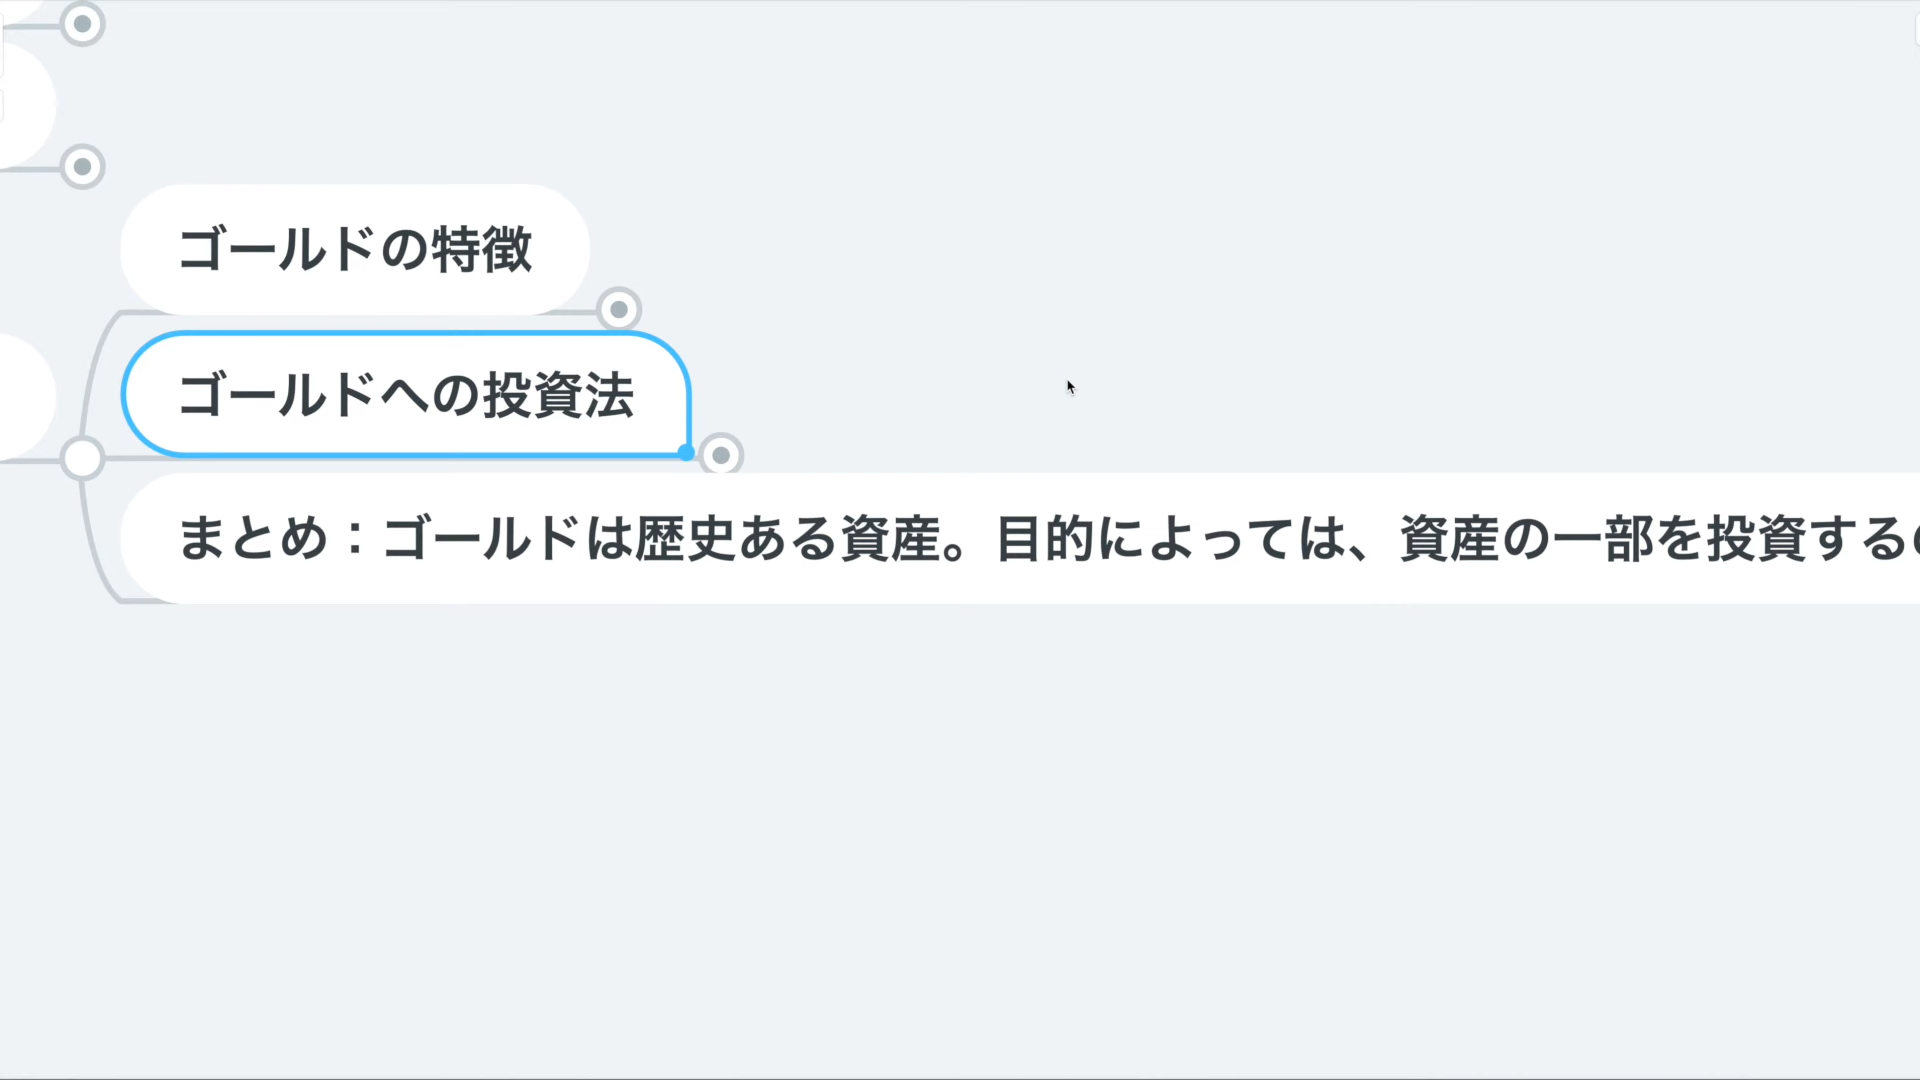 ゴールドの特徴
ゴールドへの投資法
まとめ：ゴールドは歴史ある資産。目的によっては、資産の一部を投資する